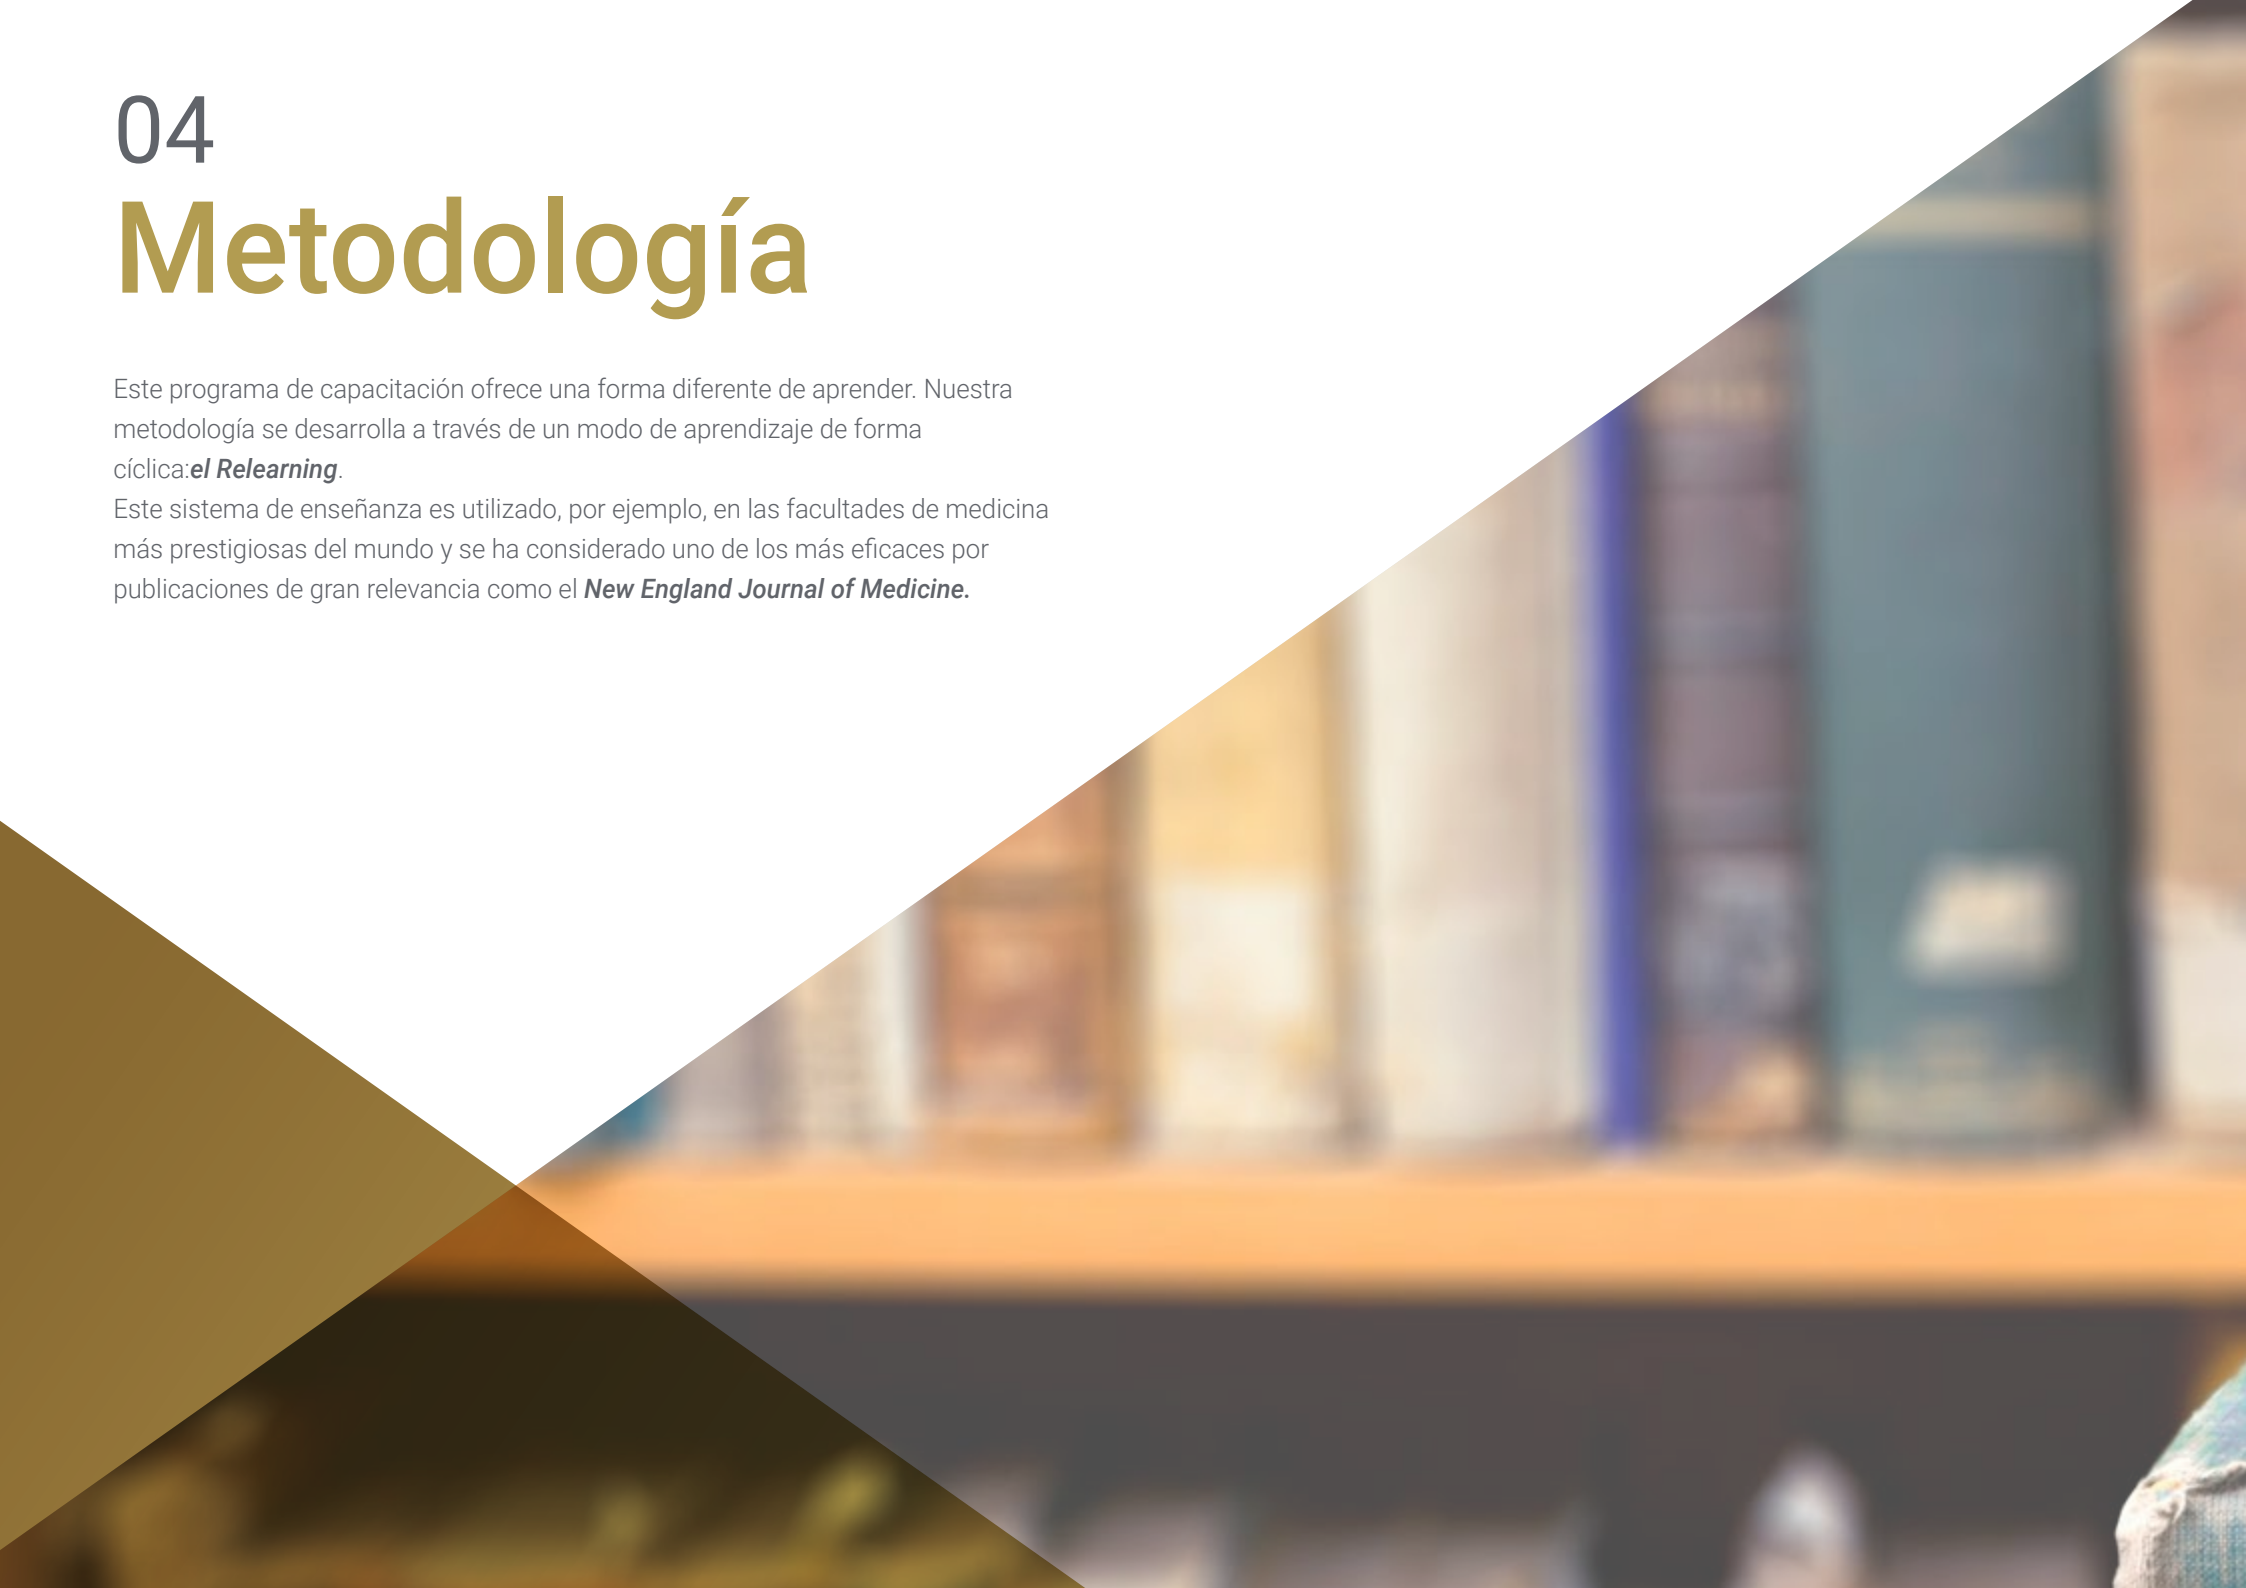 04
Metodología
Este programa de capacitación ofrece una forma diferente de aprender. Nuestra
metodología se desarrolla a través de un modo de aprendizaje de forma
cíclica:el Relearning.
Este sistema de enseñanza es utilizado, por ejemplo, en las facultades de medicina
más prestigiosas del mundo y se ha considerado uno de los más eficaces por
publicaciones de gran relevancia como el New England Journal of Medicine.